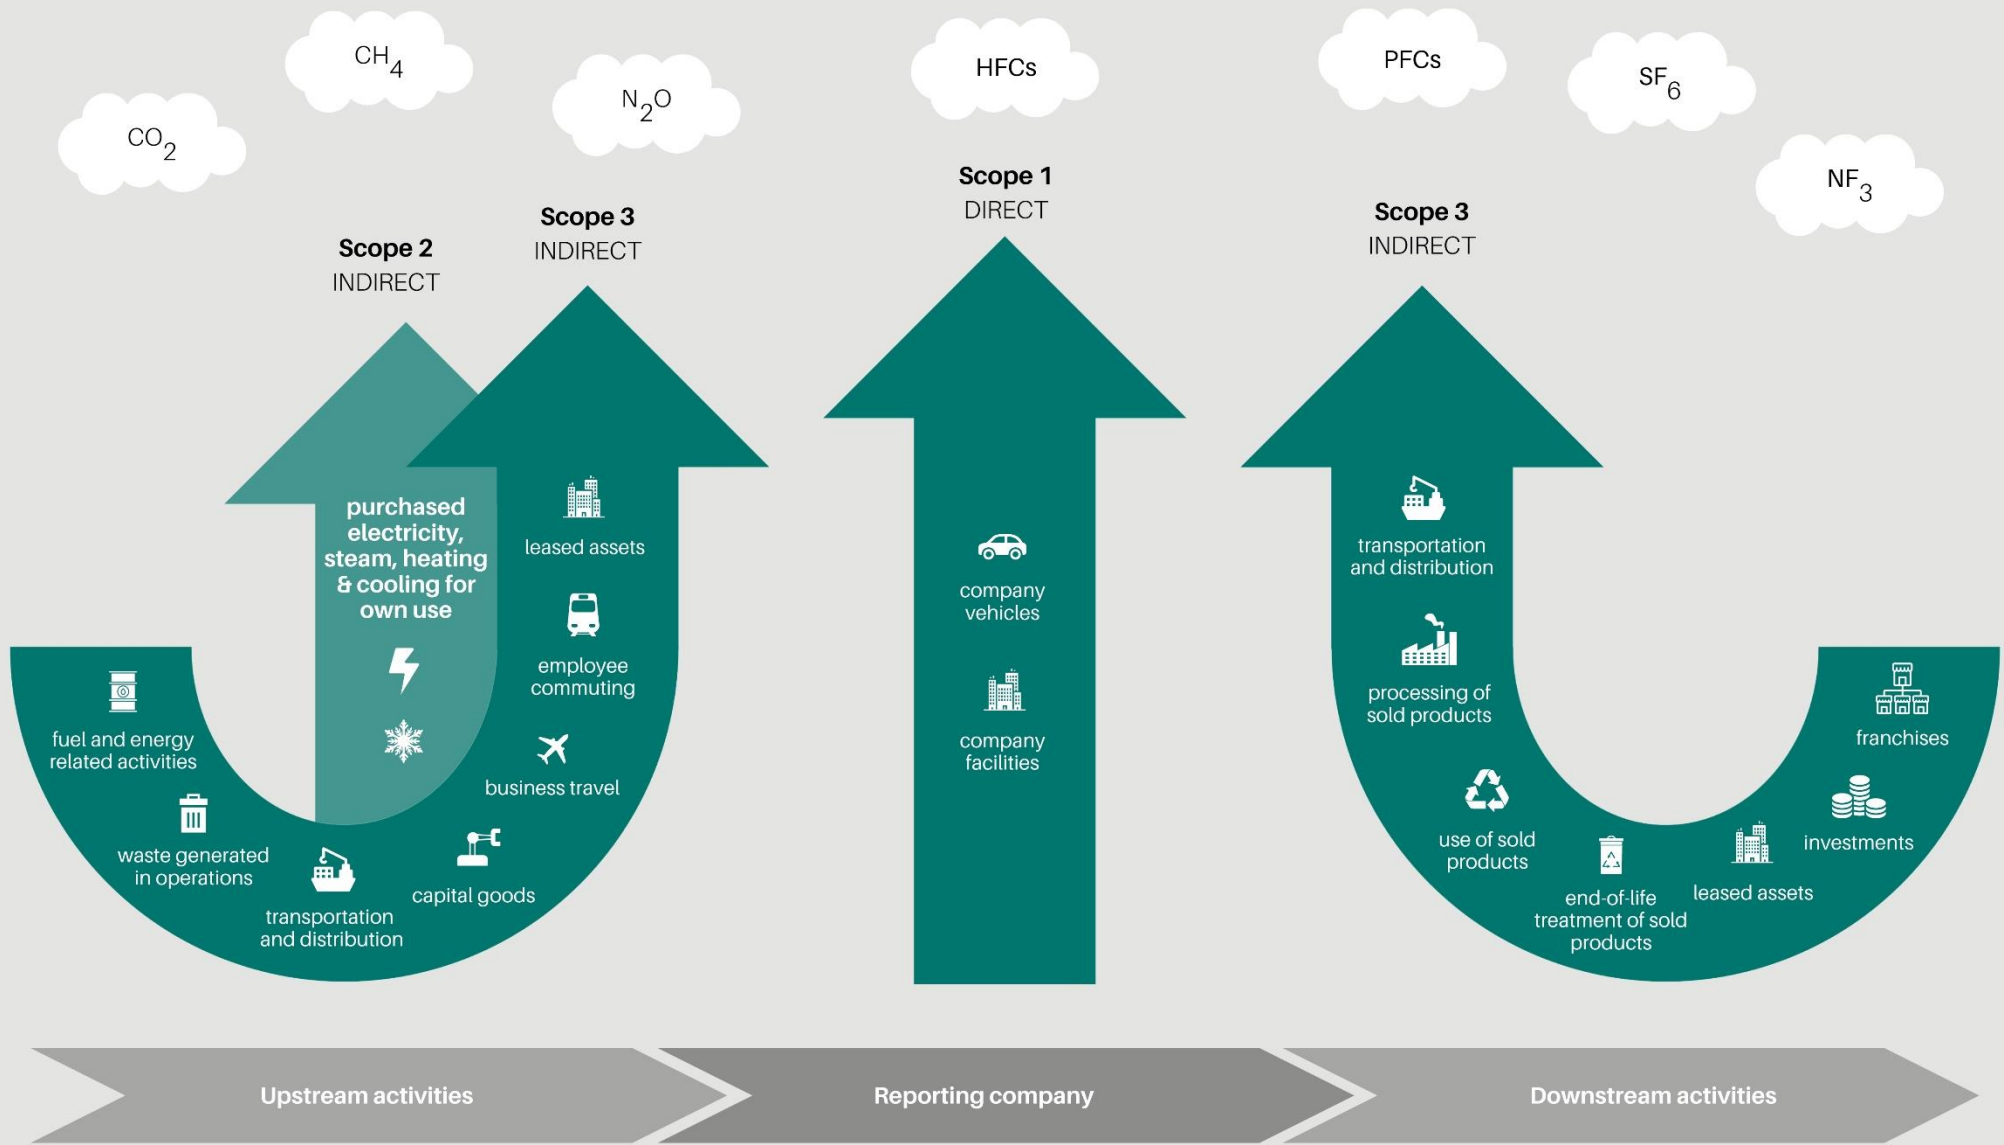 CO2
CH4
N2O
HFCs
PFCs
SF6
NF3
Scope 2
INDIRECT
Scope 3
INDIRECT
Scope 1
DIRECT
Scope 3
INDIRECT
purchased
electricity,
steam, heating
& cooling for
own use
leased assets
employee
commuting
business travel
capital goods
transportation
and distribution
waste generated
in operations
fuel and energy
related activities
company
vehicles
company
facilities
transportation
and distribution
processing of
sold products
use of sold
products
end-of-life
treatment of sold
products
leased assets
investments
franchises
Upstream activities
Reporting company
Downstream activities